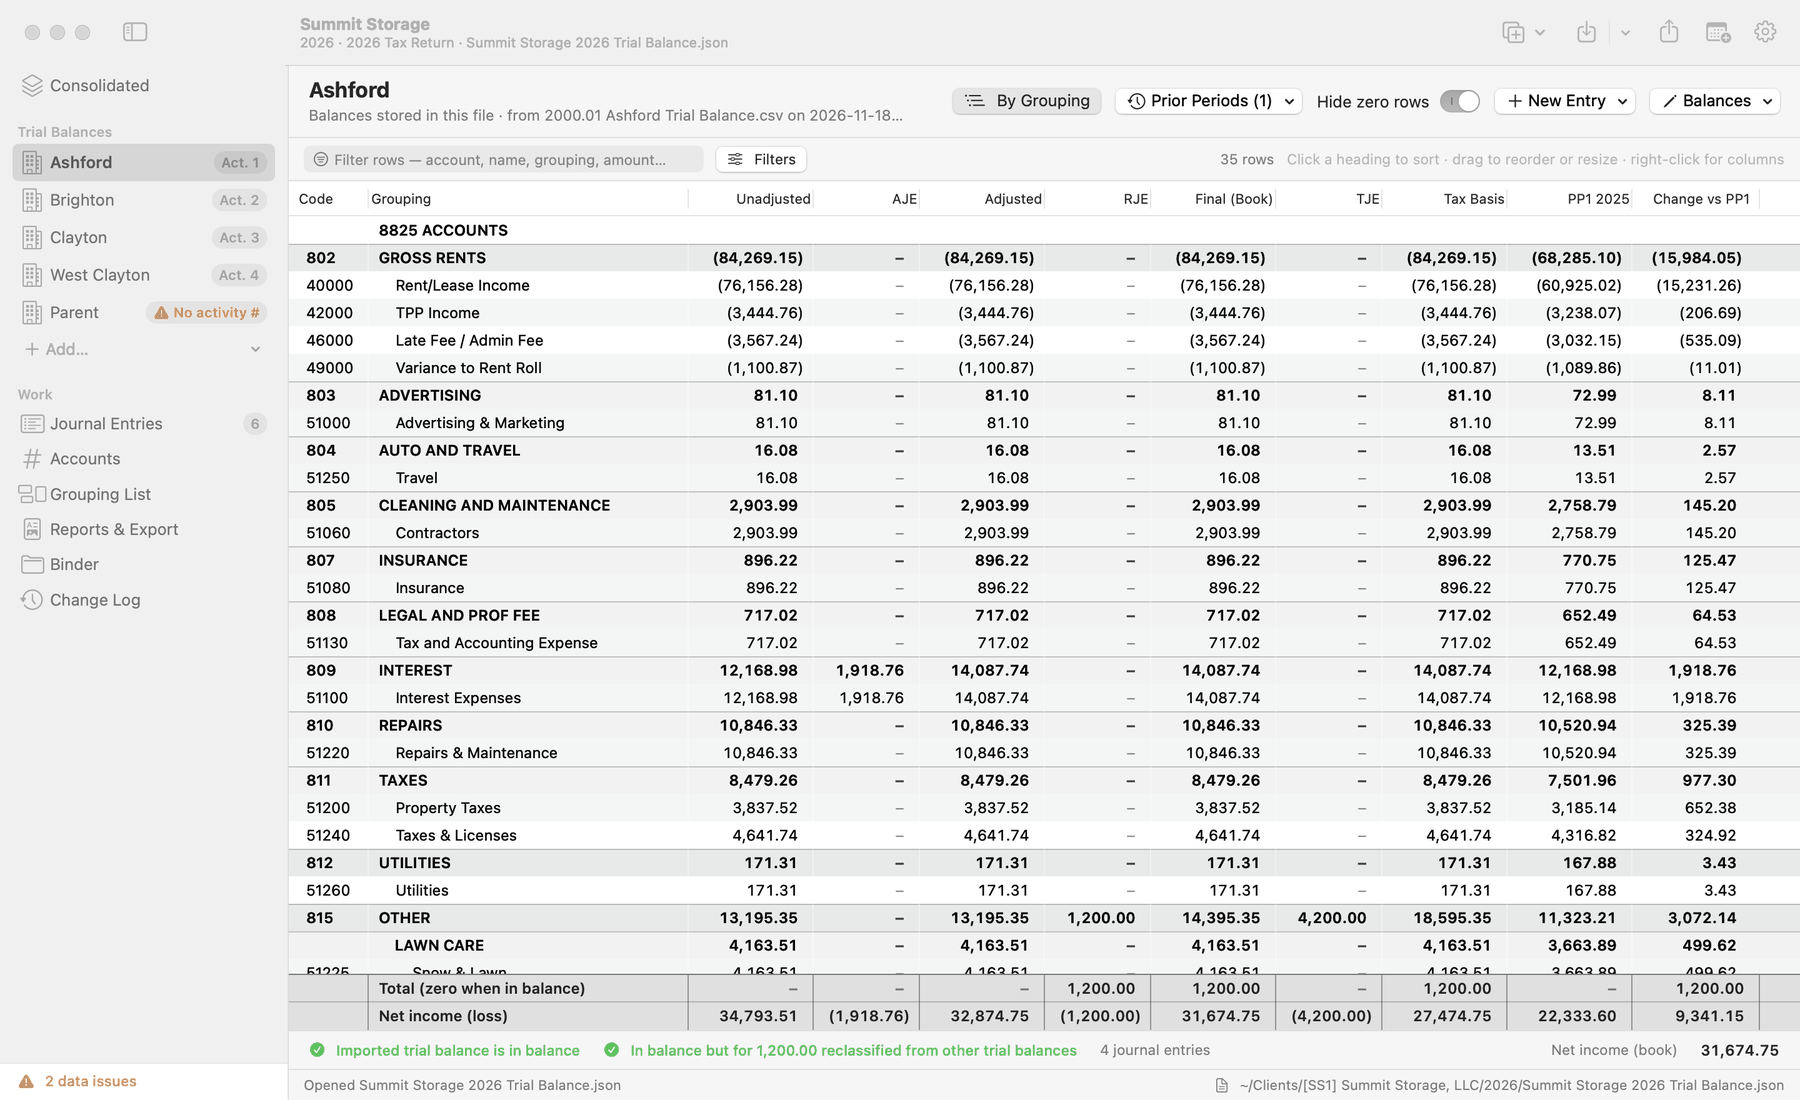 Summit Storage
2026 · 2026 Tax Return · Summit Storage 2026 Trial Balance.json
Consolidated
Trial Balances
Ashford Act. 1
Brighton Act. 2
Clayton Act. 3
West Clayton Act. 4
Parent No activity #
Add...
Work
Journal Entries 6
Accounts
Grouping List
Reports & Export
Binder
Change Log
2 data issues
Ashford
Balances stored in this file · from 2000.01 Ashford Trial Balance.csv on 2026-11-18...
By Grouping Prior Periods (1) Hide zero rows New Entry Balances
Filter rows — account, name, grouping, amount... Filters
35 rows Click a heading to sort · drag to reorder or resize · right-click for columns
Code Grouping Unadjusted AJE Adjusted RJE Final (Book) TJE Tax Basis PP1 2025 Change vs PP1
8825 ACCOUNTS
802 GROSS RENTS (84,269.15) – (84,269.15) – (84,269.15) – (84,269.15) (68,285.10) (15,984.05)
40000 Rent/Lease Income (76,156.28) – (76,156.28) – (76,156.28) – (76,156.28) (60,925.02) (15,231.26)
42000 TPP Income (3,444.76) – (3,444.76) – (3,444.76) – (3,444.76) (3,238.07) (206.69)
46000 Late Fee / Admin Fee (3,567.24) – (3,567.24) – (3,567.24) – (3,567.24) (3,032.15) (535.09)
49000 Variance to Rent Roll (1,100.87) – (1,100.87) – (1,100.87) – (1,100.87) (1,089.86) (11.01)
803 ADVERTISING 81.10 – 81.10 – 81.10 – 81.10 72.99 8.11
51000 Advertising & Marketing 81.10 – 81.10 – 81.10 – 81.10 72.99 8.11
804 AUTO AND TRAVEL 16.08 – 16.08 – 16.08 – 16.08 13.51 2.57
51250 Travel 16.08 – 16.08 – 16.08 – 16.08 13.51 2.57
805 CLEANING AND MAINTENANCE 2,903.99 – 2,903.99 – 2,903.99 – 2,903.99 2,758.79 145.20
51060 Contractors 2,903.99 – 2,903.99 – 2,903.99 – 2,903.99 2,758.79 145.20
807 INSURANCE 896.22 – 896.22 – 896.22 – 896.22 770.75 125.47
51080 Insurance 896.22 – 896.22 – 896.22 – 896.22 770.75 125.47
808 LEGAL AND PROF FEE 717.02 – 717.02 – 717.02 – 717.02 652.49 64.53
51130 Tax and Accounting Expense 717.02 – 717.02 – 717.02 – 717.02 652.49 64.53
809 INTEREST 12,168.98 1,918.76 14,087.74 – 14,087.74 – 14,087.74 12,168.98 1,918.76
51100 Interest Expenses 12,168.98 1,918.76 14,087.74 – 14,087.74 – 14,087.74 12,168.98 1,918.76
810 REPAIRS 10,846.33 – 10,846.33 – 10,846.33 – 10,846.33 10,520.94 325.39
51220 Repairs & Maintenance 10,846.33 – 10,846.33 – 10,846.33 – 10,846.33 10,520.94 325.39
811 TAXES 8,479.26 – 8,479.26 – 8,479.26 – 8,479.26 7,501.96 977.30
51200 Property Taxes 3,837.52 – 3,837.52 – 3,837.52 – 3,837.52 3,185.14 652.38
51240 Taxes & Licenses 4,641.74 – 4,641.74 – 4,641.74 – 4,641.74 4,316.82 324.92
812 UTILITIES 171.31 – 171.31 – 171.31 – 171.31 167.88 3.43
51260 Utilities 171.31 – 171.31 – 171.31 – 171.31 167.88 3.43
815 OTHER 13,195.35 – 13,195.35 1,200.00 14,395.35 4,200.00 18,595.35 11,323.21 3,072.14
LAWN CARE 4,163.51 – 4,163.51 – 4,163.51 – 4,163.51 3,663.89 499.62
51225 Snow & Lawn 4,163.51 – 4,163.51 – 4,163.51 – 4,163.51 3,663.89 499.62
Total (zero when in balance) – – – 1,200.00 1,200.00 – 1,200.00 – 1,200.00
Net income (loss) 34,793.51 (1,918.76) 32,874.75 (1,200.00) 31,674.75 (4,200.00) 27,474.75 22,333.60 9,341.15
Imported trial balance is in balance In balance but for 1,200.00 reclassified from other trial balances 4 journal entries Net income (book) 31,674.75
Opened Summit Storage 2026 Trial Balance.json ~/Clients/[SS1] Summit Storage, LLC/2026/Summit Storage 2026 Trial Balance.json